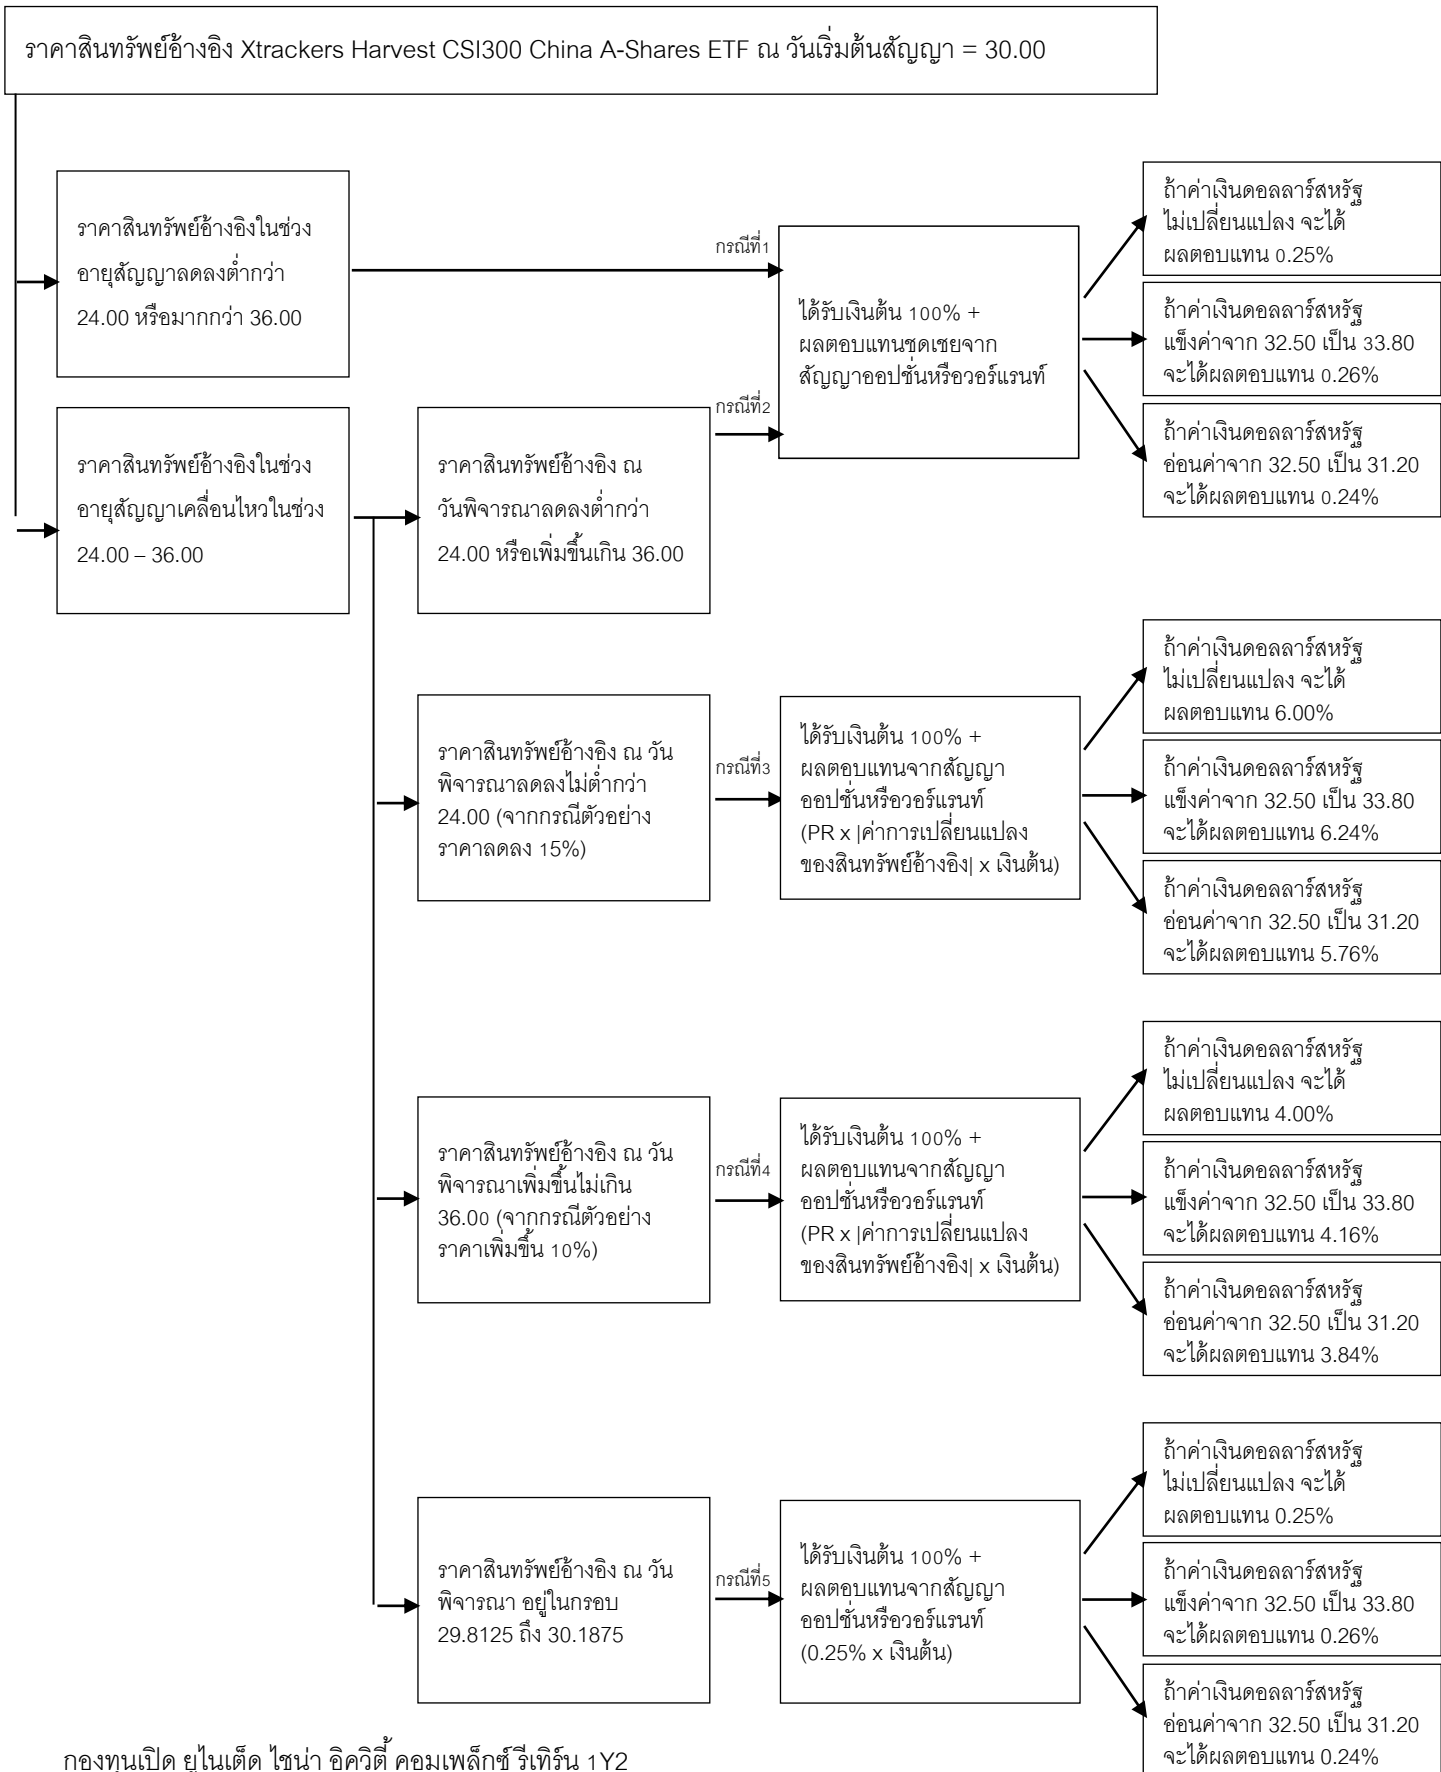 ราคาสินทรัพย์อ้างอิง Xtrackers Harvest CSI300 China A-Shares ETF ณ วันเริ่มต้นสัญญา = 30.00
ราคาสินทรัพย์อ้างอิงในช่วง
อายุสัญญาลดลงต่ำกว่า
24.00 หรือมากกว่า 36.00
กรณีที่1
ได้รับเงินต้น 100% +
ผลตอบแทนชดเชยจาก
สัญญาออปชั่นหรือวอร์แรนท์
ถ้าค่าเงินดอลลาร์สหรัฐ
ไม่เปลี่ยนแปลง จะได้
ผลตอบแทน 0.25%
ถ้าค่าเงินดอลลาร์สหรัฐ
แข็งค่าจาก 32.50 เป็น 33.80
จะได้ผลตอบแทน 0.26%
ถ้าค่าเงินดอลลาร์สหรัฐ
อ่อนค่าจาก 32.50 เป็น 31.20
จะได้ผลตอบแทน 0.24%
ราคาสินทรัพย์อ้างอิงในช่วง
อายุสัญญาเคลื่อนไหวในช่วง
24.00 – 36.00
ราคาสินทรัพย์อ้างอิง ณ
วันพิจารณาลดลงต่ำกว่า
24.00 หรือเพิ่มขึ้นเกิน 36.00
กรณีที่2
ราคาสินทรัพย์อ้างอิง ณ วัน
พิจารณาลดลงไม่ต่ำกว่า
24.00 (จากกรณีตัวอย่าง
ราคาลดลง 15%)
กรณีที่3
ได้รับเงินต้น 100% +
ผลตอบแทนจากสัญญา
ออปชั่นหรือวอร์แรนท์
(PR x |ค่าการเปลี่ยนแปลง
ของสินทรัพย์อ้างอิง| x เงินต้น)
ถ้าค่าเงินดอลลาร์สหรัฐ
ไม่เปลี่ยนแปลง จะได้
ผลตอบแทน 6.00%
ถ้าค่าเงินดอลลาร์สหรัฐ
แข็งค่าจาก 32.50 เป็น 33.80
จะได้ผลตอบแทน 6.24%
ถ้าค่าเงินดอลลาร์สหรัฐ
อ่อนค่าจาก 32.50 เป็น 31.20
จะได้ผลตอบแทน 5.76%
ราคาสินทรัพย์อ้างอิง ณ วัน
พิจารณาเพิ่มขึ้นไม่เกิน
36.00 (จากกรณีตัวอย่าง
ราคาเพิ่มขึ้น 10%)
กรณีที่4
ได้รับเงินต้น 100% +
ผลตอบแทนจากสัญญา
ออปชั่นหรือวอร์แรนท์
(PR x |ค่าการเปลี่ยนแปลง
ของสินทรัพย์อ้างอิง| x เงินต้น)
ถ้าค่าเงินดอลลาร์สหรัฐ
ไม่เปลี่ยนแปลง จะได้
ผลตอบแทน 4.00%
ถ้าค่าเงินดอลลาร์สหรัฐ
แข็งค่าจาก 32.50 เป็น 33.80
จะได้ผลตอบแทน 4.16%
ถ้าค่าเงินดอลลาร์สหรัฐ
อ่อนค่าจาก 32.50 เป็น 31.20
จะได้ผลตอบแทน 3.84%
ราคาสินทรัพย์อ้างอิง ณ วัน
พิจารณา อยู่ในกรอบ
29.8125 ถึง 30.1875
กรณีที่5
ได้รับเงินต้น 100% +
ผลตอบแทนจากสัญญา
ออปชั่นหรือวอร์แรนท์
(0.25% x เงินต้น)
ถ้าค่าเงินดอลลาร์สหรัฐ
ไม่เปลี่ยนแปลง จะได้
ผลตอบแทน 0.25%
ถ้าค่าเงินดอลลาร์สหรัฐ
แข็งค่าจาก 32.50 เป็น 33.80
จะได้ผลตอบแทน 0.26%
ถ้าค่าเงินดอลลาร์สหรัฐ
อ่อนค่าจาก 32.50 เป็น 31.20
จะได้ผลตอบแทน 0.24%
กองทุนเปิด ยูไนเต็ด ไชน่า อิควิตี้ คอมเพล็กซ์ รีเทิร์น 1Y2